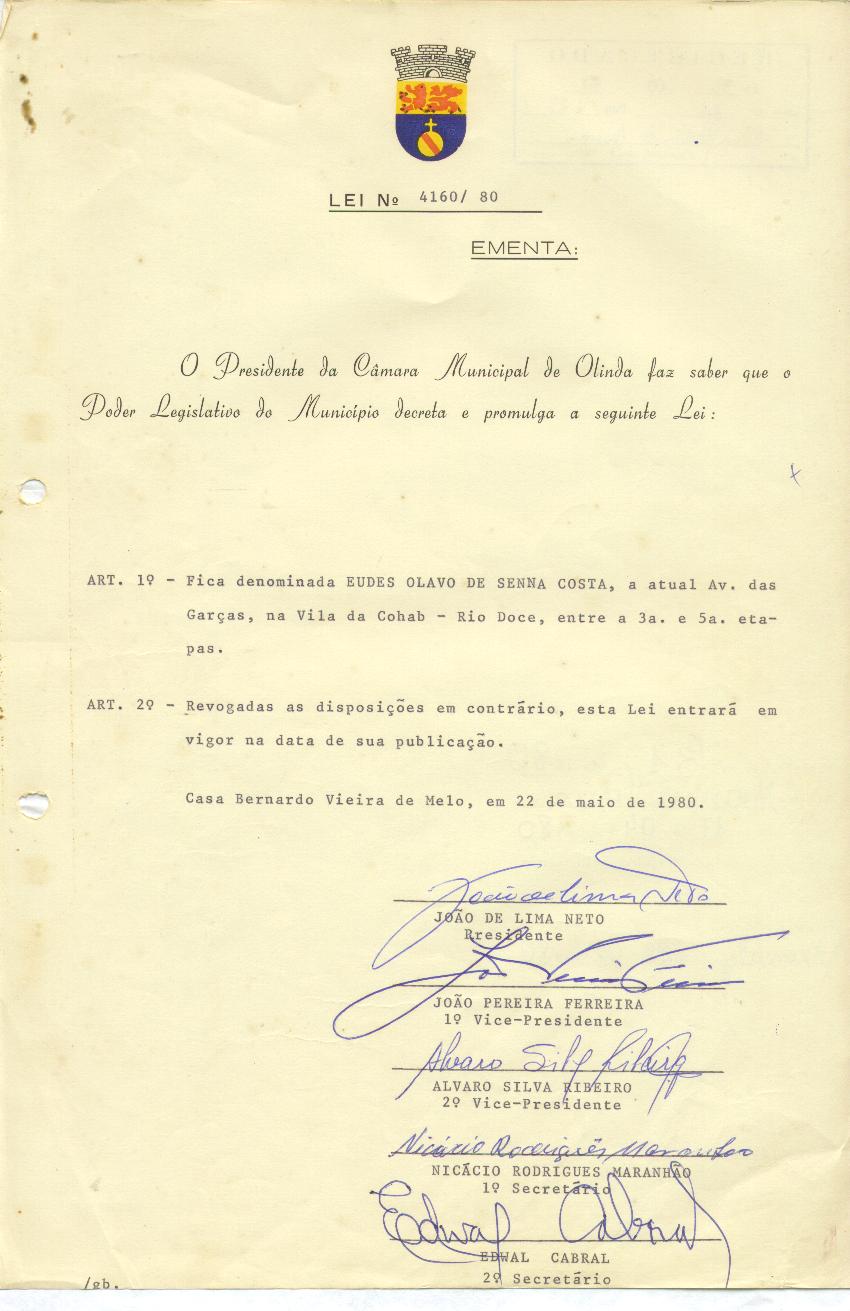 LEI Nº 4160/ 80
EMENTA:
O Presidente da Câmara Municipal de Olinda faz saber que o
Poder Legislativo do Município decreta e promulga a seguinte Lei:
ART. 1º - Fica denominada EUDES OLAVO DE SENNA COSTA, a atual Av. das
Garças, na Vila da Cohab - Rio Doce, entre a 3a. e 5a. eta-
pas.
ART. 2º - Revogadas as disposições em contrário, esta Lei entrará em
vigor na data de sua publicação.
Casa Bernardo Vieira de Melo, em 22 de maio de 1980.
João de Lima Neto
JOÃO DE LIMA NETO
Rresidente
JOÃO PEREIRA FERREIRA
1º Vice-Presidente
Alvaro Silva Ribeiro
ALVARO SILVA RIBEIRO
2º Vice-Presidente
Nicácio Rodrigues Maranhão
NICÁCIO RODRIGUES MARANHÃO
1º Secretário
Edwal Cabral
EDWAL CABRAL
2º Secretário
/gb.